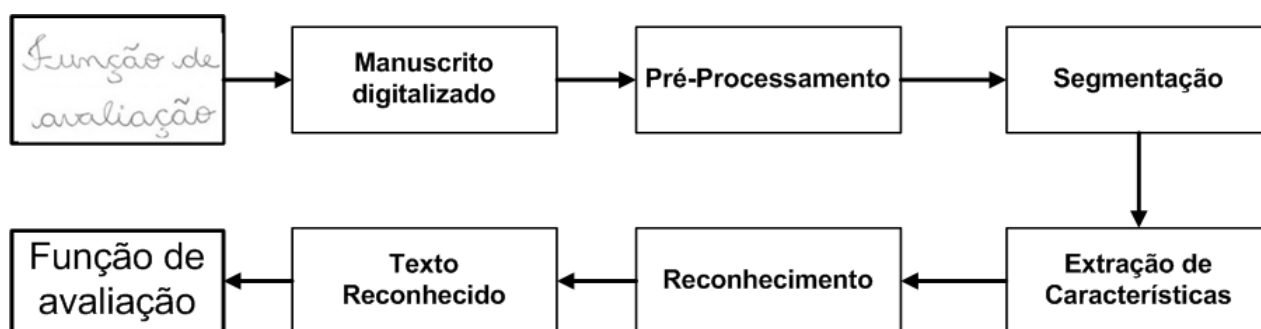 Função de
avaliação
Manuscrito
digitalizado
Pré-Processamento
Segmentação
Extração de
Características
Reconhecimento
Texto
Reconhecido
Função de
avaliação